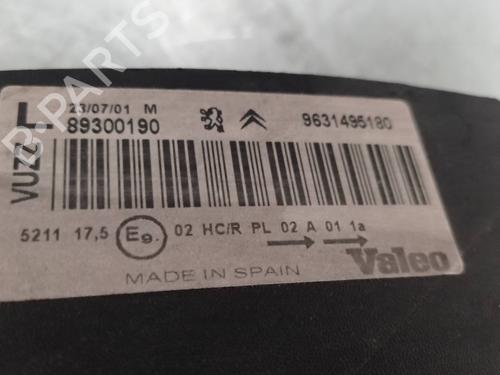 B-PARTS
23/07/01 M
L 89300190 9631495180
VUZZ
5211 17,5 E9. 02 HC/R PL 02 A 01 1a
MADE IN SPAIN
Valeo